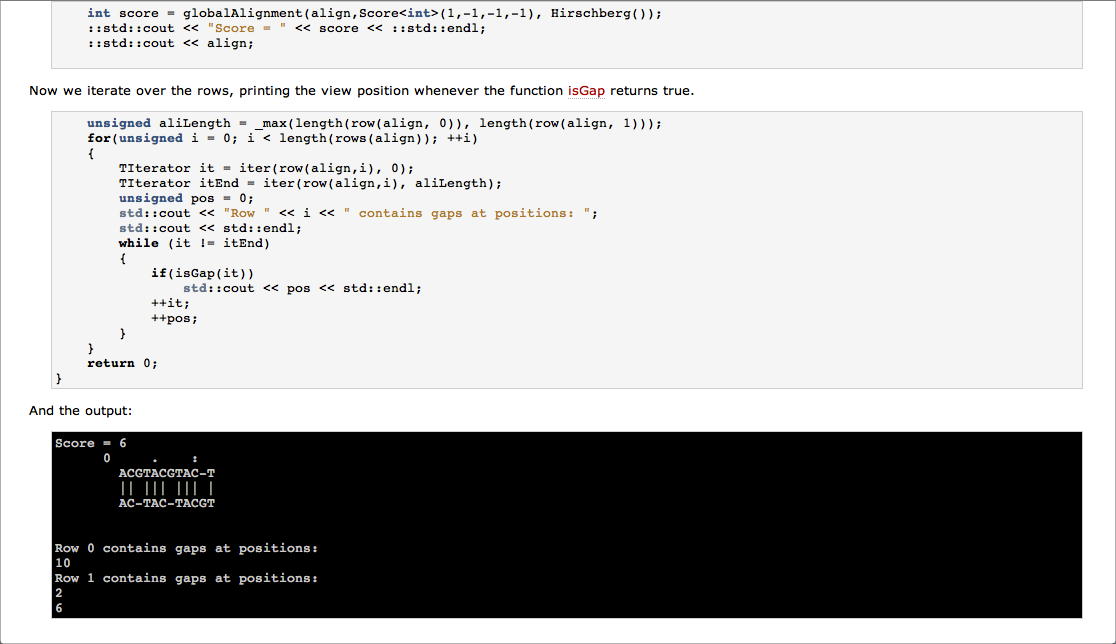 int score = globalAlignment(align,Score<int>(1,-1,-1,-1), Hirschberg());
    ::std::cout << "Score = " << score << ::std::endl;
    ::std::cout << align;
Now we iterate over the rows, printing the view position whenever the function isGap returns true.
    unsigned aliLength = _max(length(row(align, 0)), length(row(align, 1)));
    for(unsigned i = 0; i < length(rows(align)); ++i)
    {
        TIterator it = iter(row(align,i), 0);
        TIterator itEnd = iter(row(align,i), aliLength);
        unsigned pos = 0;
        std::cout << "Row " << i << " contains gaps at positions: ";
        std::cout << std::endl;
        while (it != itEnd)
        {
            if(isGap(it))
                std::cout << pos << std::endl;
            ++it;
            ++pos;
        }
    }
    return 0;
}
And the output:
Score = 6
      0     .    :
        ACGTACGTAC-T
        || ||| ||| |
        AC-TAC-TACGT
Row 0 contains gaps at positions:
10
Row 1 contains gaps at positions:
2
6